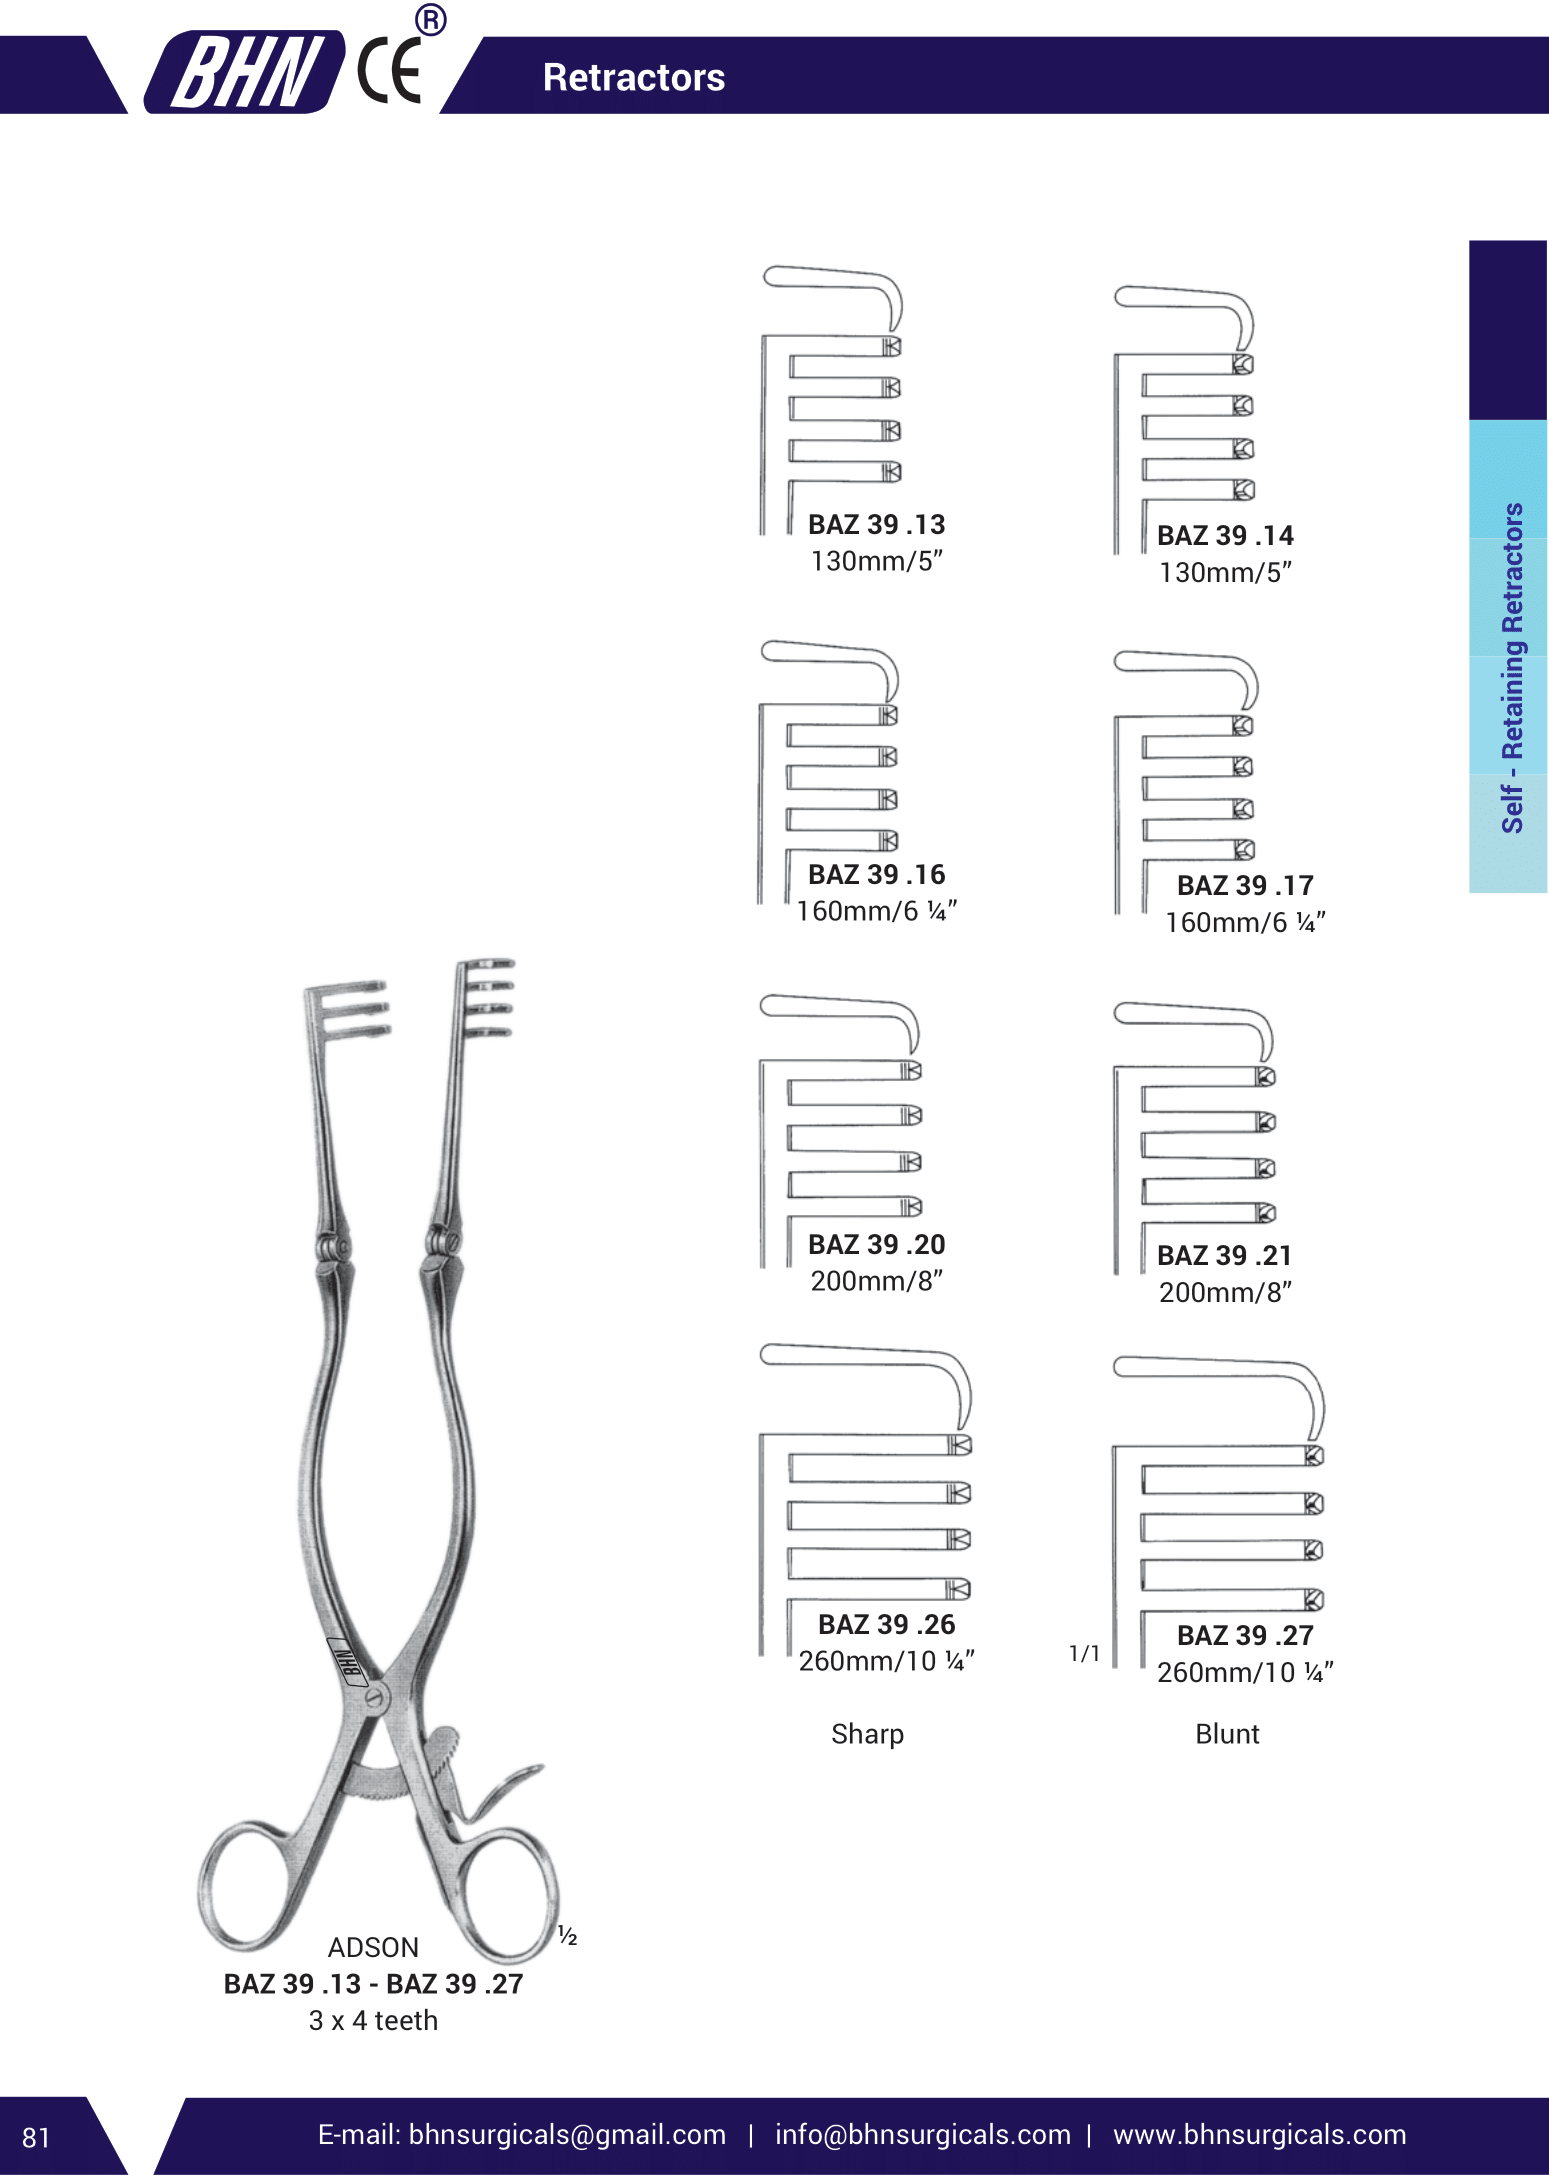 BHN CE ®
Retractors
BAZ 39 .13
130mm/5”
BAZ 39 .14
130mm/5”
BAZ 39 .16
160mm/6 ¼”
BAZ 39 .17
160mm/6 ¼”
BAZ 39 .20
200mm/8”
BAZ 39 .21
200mm/8”
BAZ 39 .26
260mm/10 ¼”
1/1
BAZ 39 .27
260mm/10 ¼”
Sharp
Blunt
Self - Retaining Retractors
BHN
½
ADSON
BAZ 39 .13 - BAZ 39 .27
3 x 4 teeth
81
E-mail: bhnsurgicals@gmail.com | info@bhnsurgicals.com | www.bhnsurgicals.com